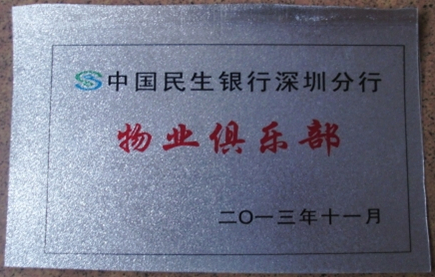 中国民生银行深圳分行
物业俱乐部
二〇一三年十一月